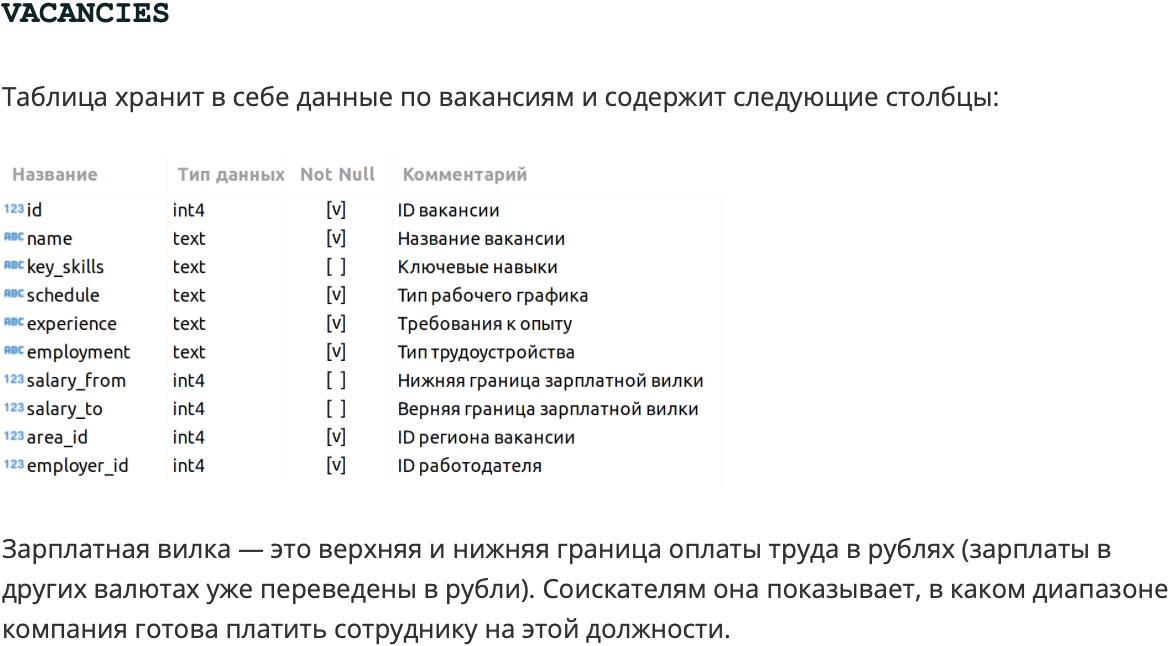 VACANCIES
Таблица хранит в себе данные по вакансиям и содержит следующие столбцы:
Название Тип данных Not Null Комментарий
123 id int4 [v] ID вакансии
ABC name text [v] Название вакансии
ABC key_skills text [ ] Ключевые навыки
ABC schedule text [v] Тип рабочего графика
ABC experience text [v] Требования к опыту
ABC employment text [v] Тип трудоустройства
123 salary_from int4 [ ] Нижняя граница зарплатной вилки
123 salary_to int4 [ ] Верняя граница зарплатной вилки
123 area_id int4 [v] ID региона вакансии
123 employer_id int4 [v] ID работодателя
Зарплатная вилка — это верхняя и нижняя граница оплаты труда в рублях (зарплаты в
других валютах уже переведены в рубли). Соискателям она показывает, в каком диапазоне
компания готова платить сотруднику на этой должности.